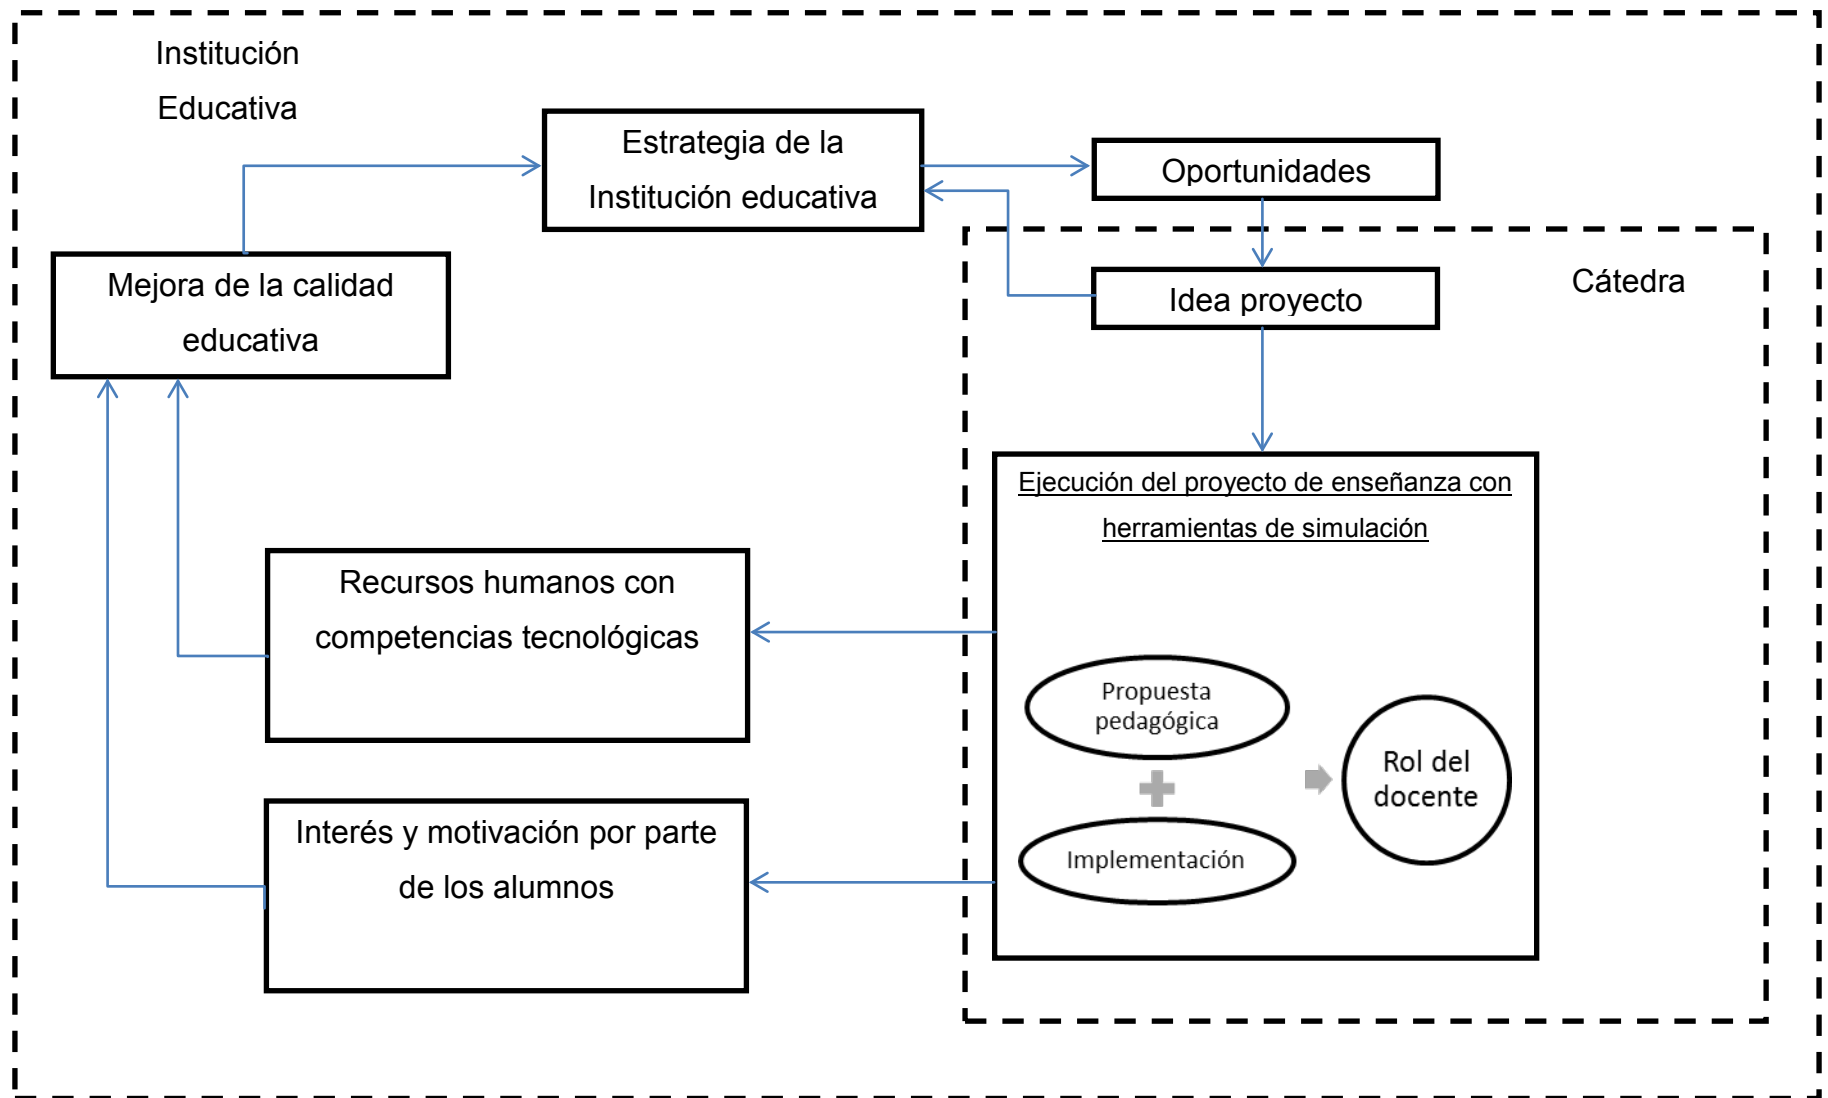 Institución
Educativa
Estrategia de la
Institución educativa
Oportunidades
Mejora de la calidad
educativa
Idea proyecto
Cátedra
Ejecución del proyecto de enseñanza con
herramientas de simulación
Recursos humanos con
competencias tecnológicas
Propuesta
pedagógica
Rol del
docente
Implementación
Interés y motivación por parte
de los alumnos